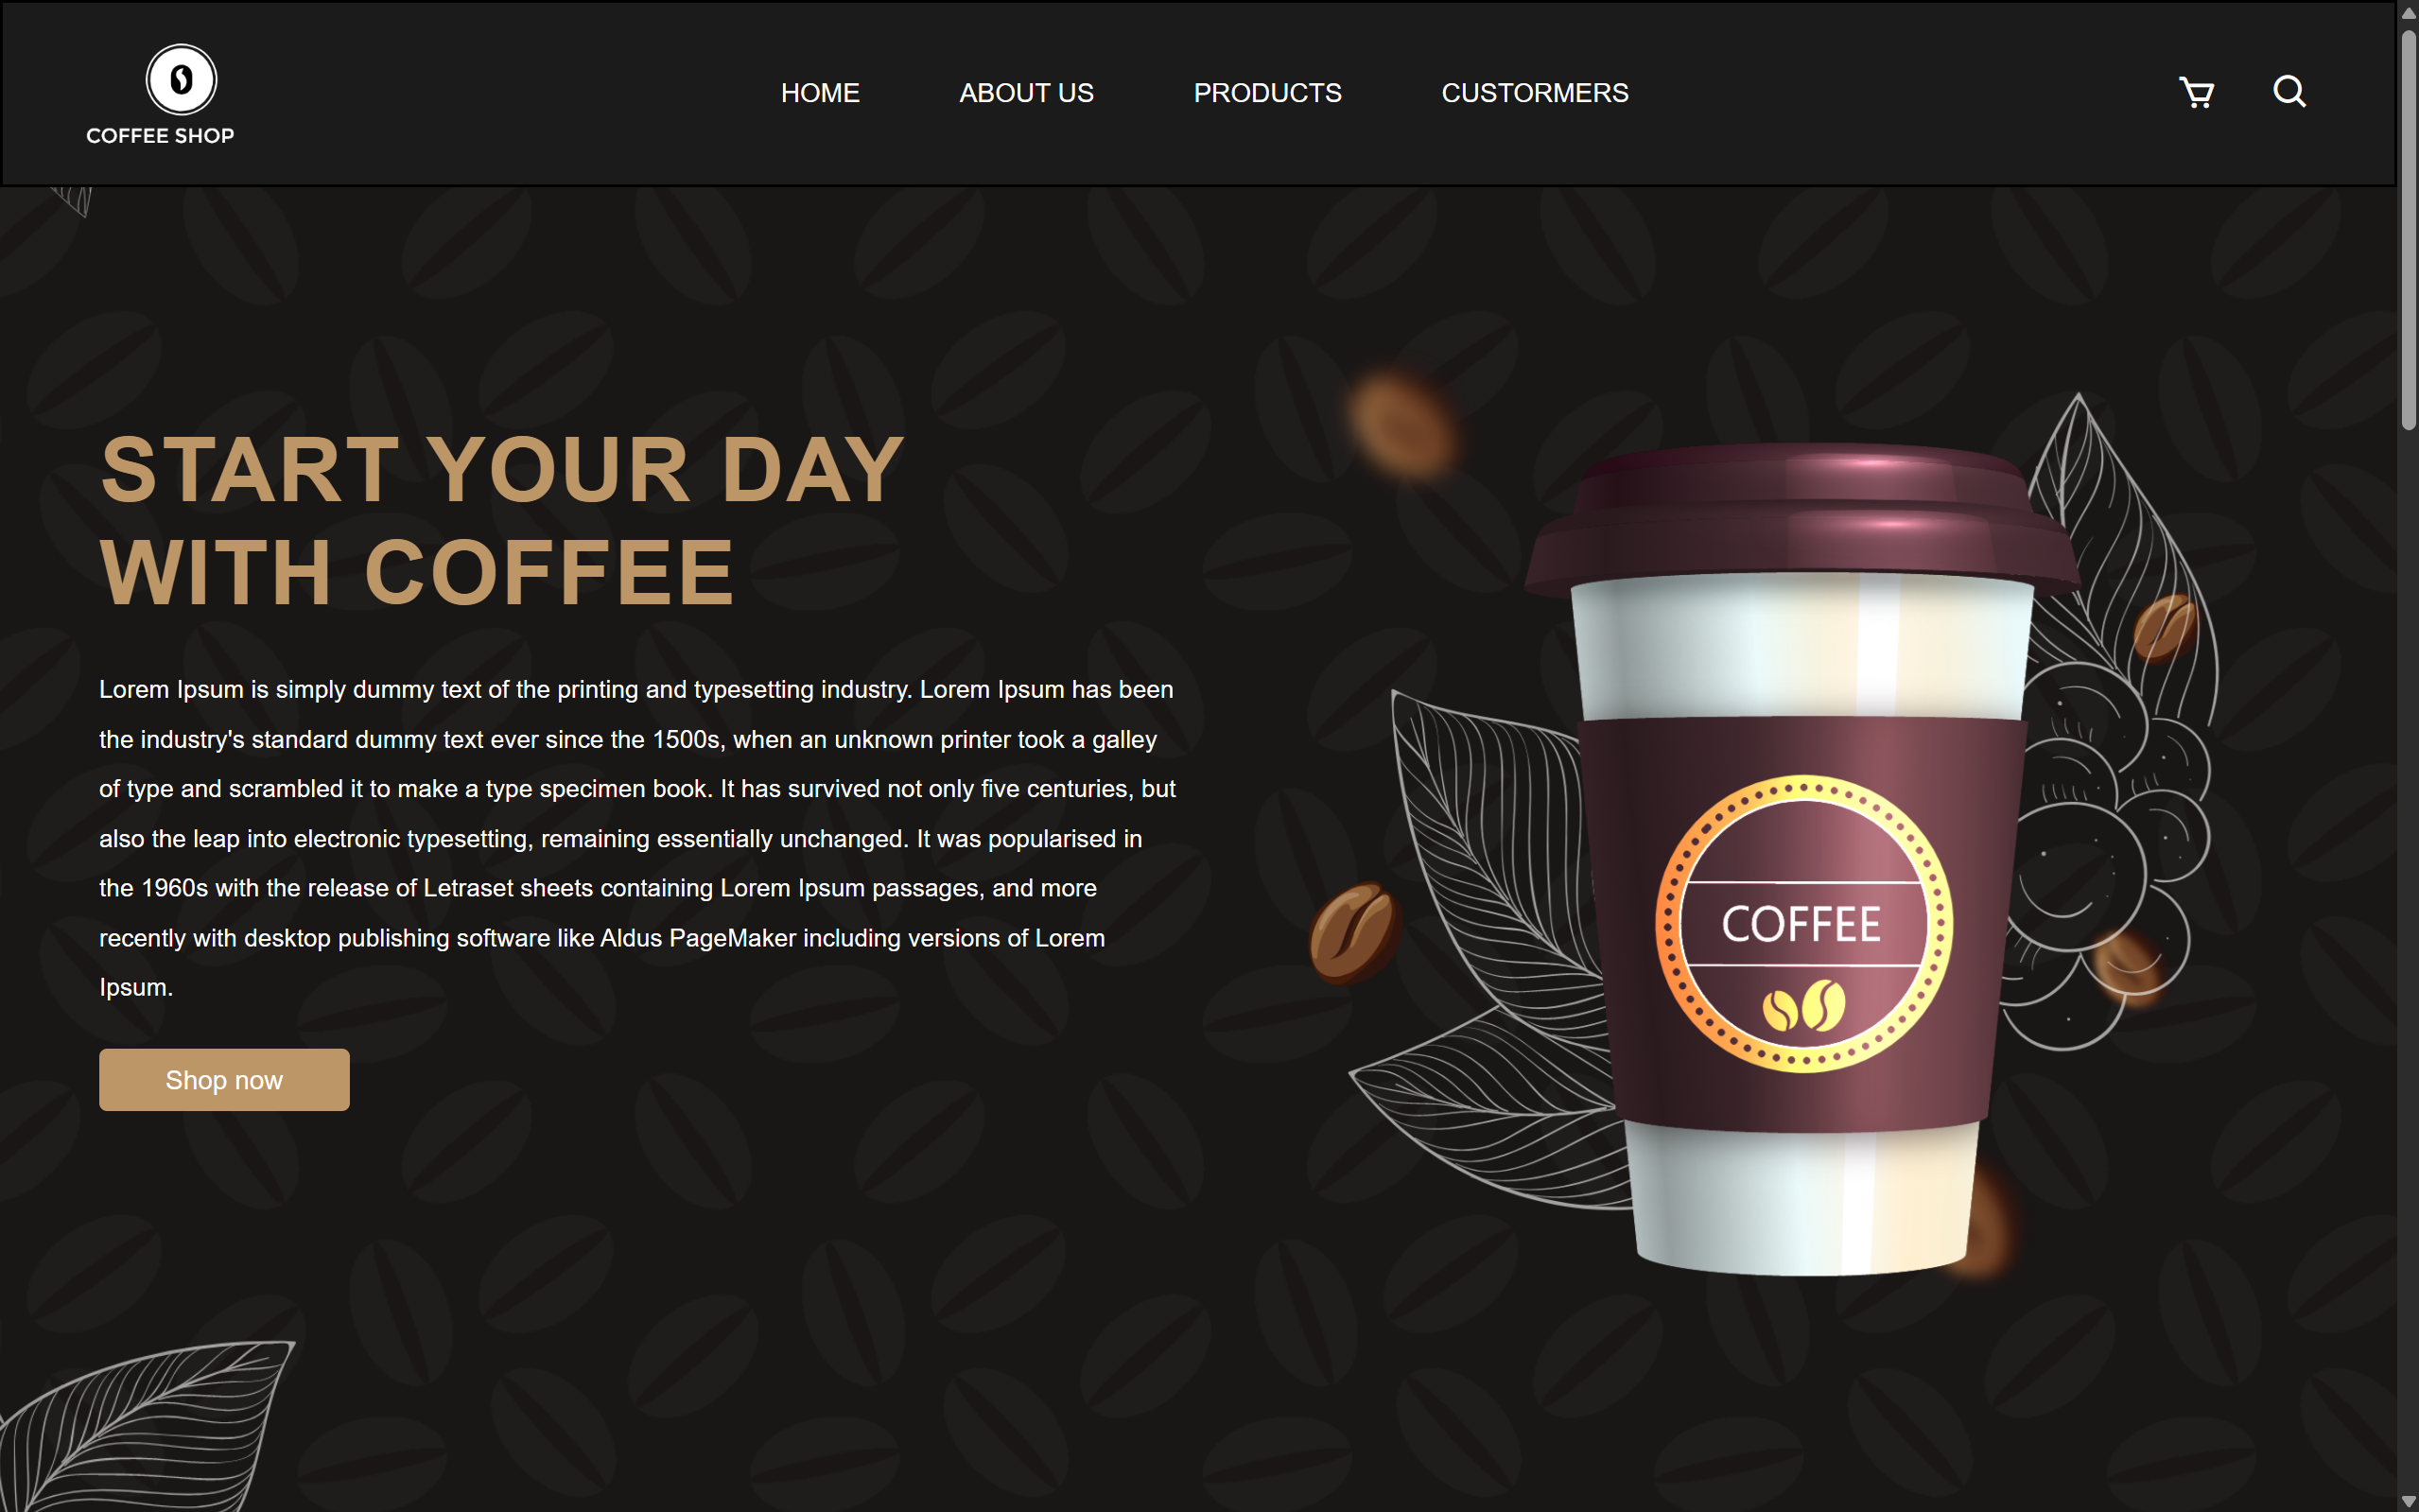 COFFEE SHOP
HOME
ABOUT US
PRODUCTS
CUSTORMERS
START YOUR DAY
WITH COFFEE
Lorem Ipsum is simply dummy text of the printing and typesetting industry. Lorem Ipsum has been
the industry's standard dummy text ever since the 1500s, when an unknown printer took a galley
of type and scrambled it to make a type specimen book. It has survived not only five centuries, but
also the leap into electronic typesetting, remaining essentially unchanged. It was popularised in
the 1960s with the release of Letraset sheets containing Lorem Ipsum passages, and more
recently with desktop publishing software like Aldus PageMaker including versions of Lorem
Ipsum.
Shop now
COFFEE